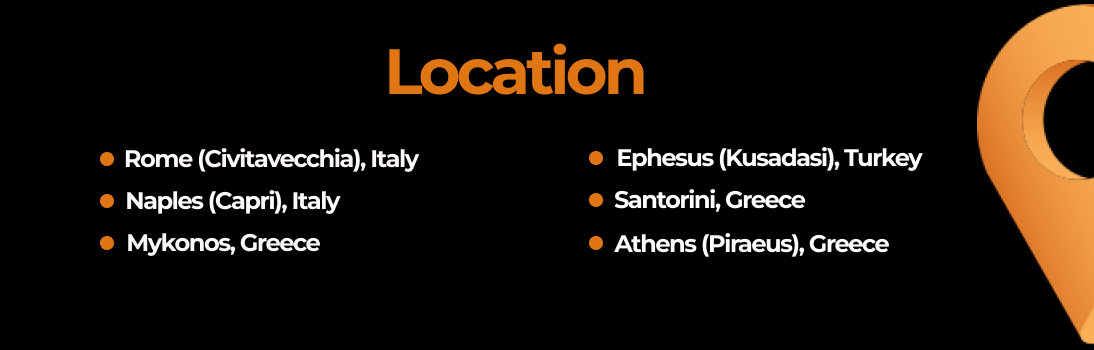 Location
Rome (Civitavecchia), Italy
Naples (Capri), Italy
Mykonos, Greece
Ephesus (Kusadasi), Turkey
Santorini, Greece
Athens (Piraeus), Greece